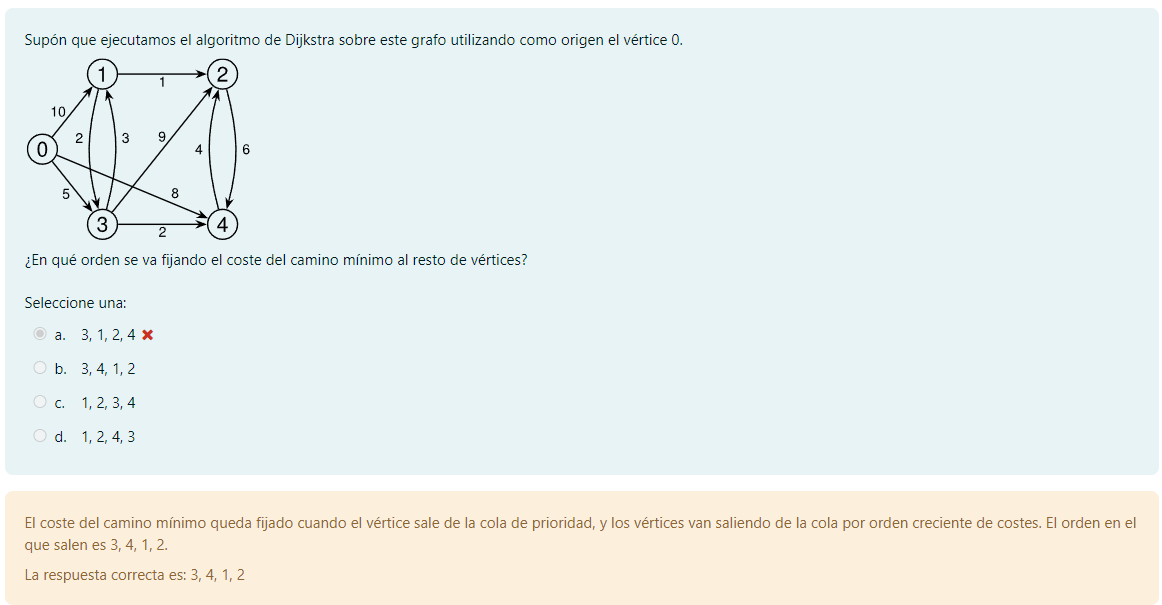 Supón que ejecutamos el algoritmo de Dijkstra sobre este grafo utilizando como origen el vértice 0.
1
2
1
10
2
3
9
4
6
0
5
8
3
4
2
¿En qué orden se va fijando el coste del camino mínimo al resto de vértices?
Seleccione una:
a. 3, 1, 2, 4
b. 3, 4, 1, 2
c. 1, 2, 3, 4
d. 1, 2, 4, 3
El coste del camino mínimo queda fijado cuando el vértice sale de la cola de prioridad, y los vértices van saliendo de la cola por orden creciente de costes. El orden en el
que salen es 3, 4, 1, 2.
La respuesta correcta es: 3, 4, 1, 2